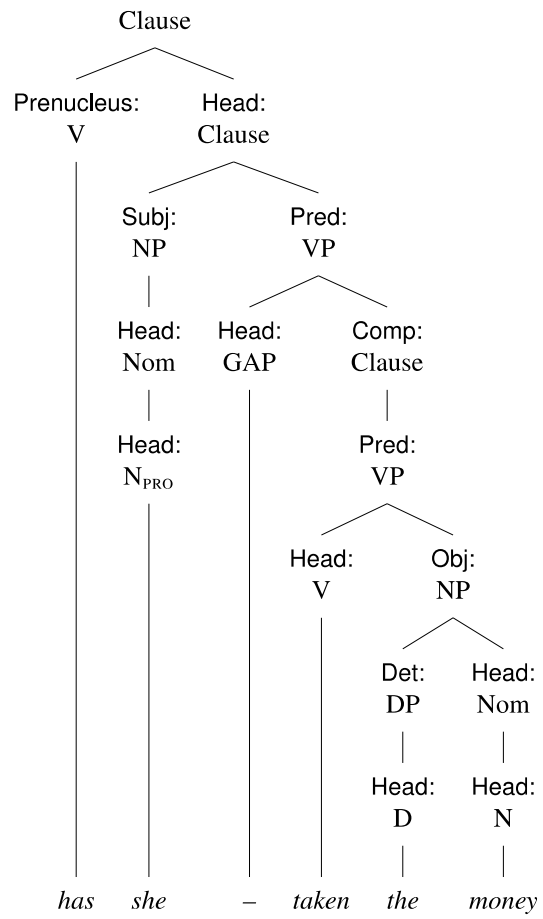 Clause
Prenucleus: Head:
V Clause
Subj: Pred:
NP VP
Head: Head: Comp:
Nom GAP Clause
Head: Pred:
N_PRO VP
Head: Obj:
V NP
Det: Head:
DP Nom
Head: Head:
D N
has she – taken the money